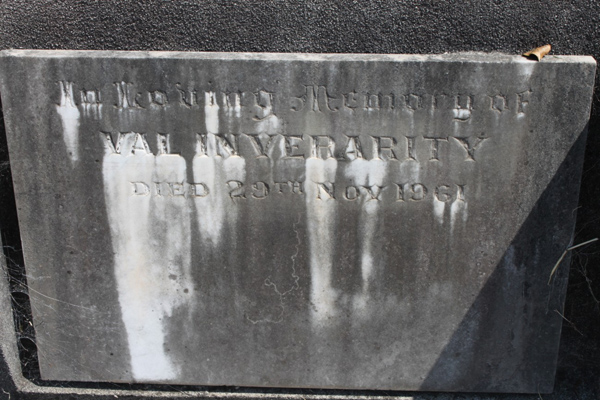 In Loving Memory of
VAL INVERARITY
DIED 29TH NOV 1961